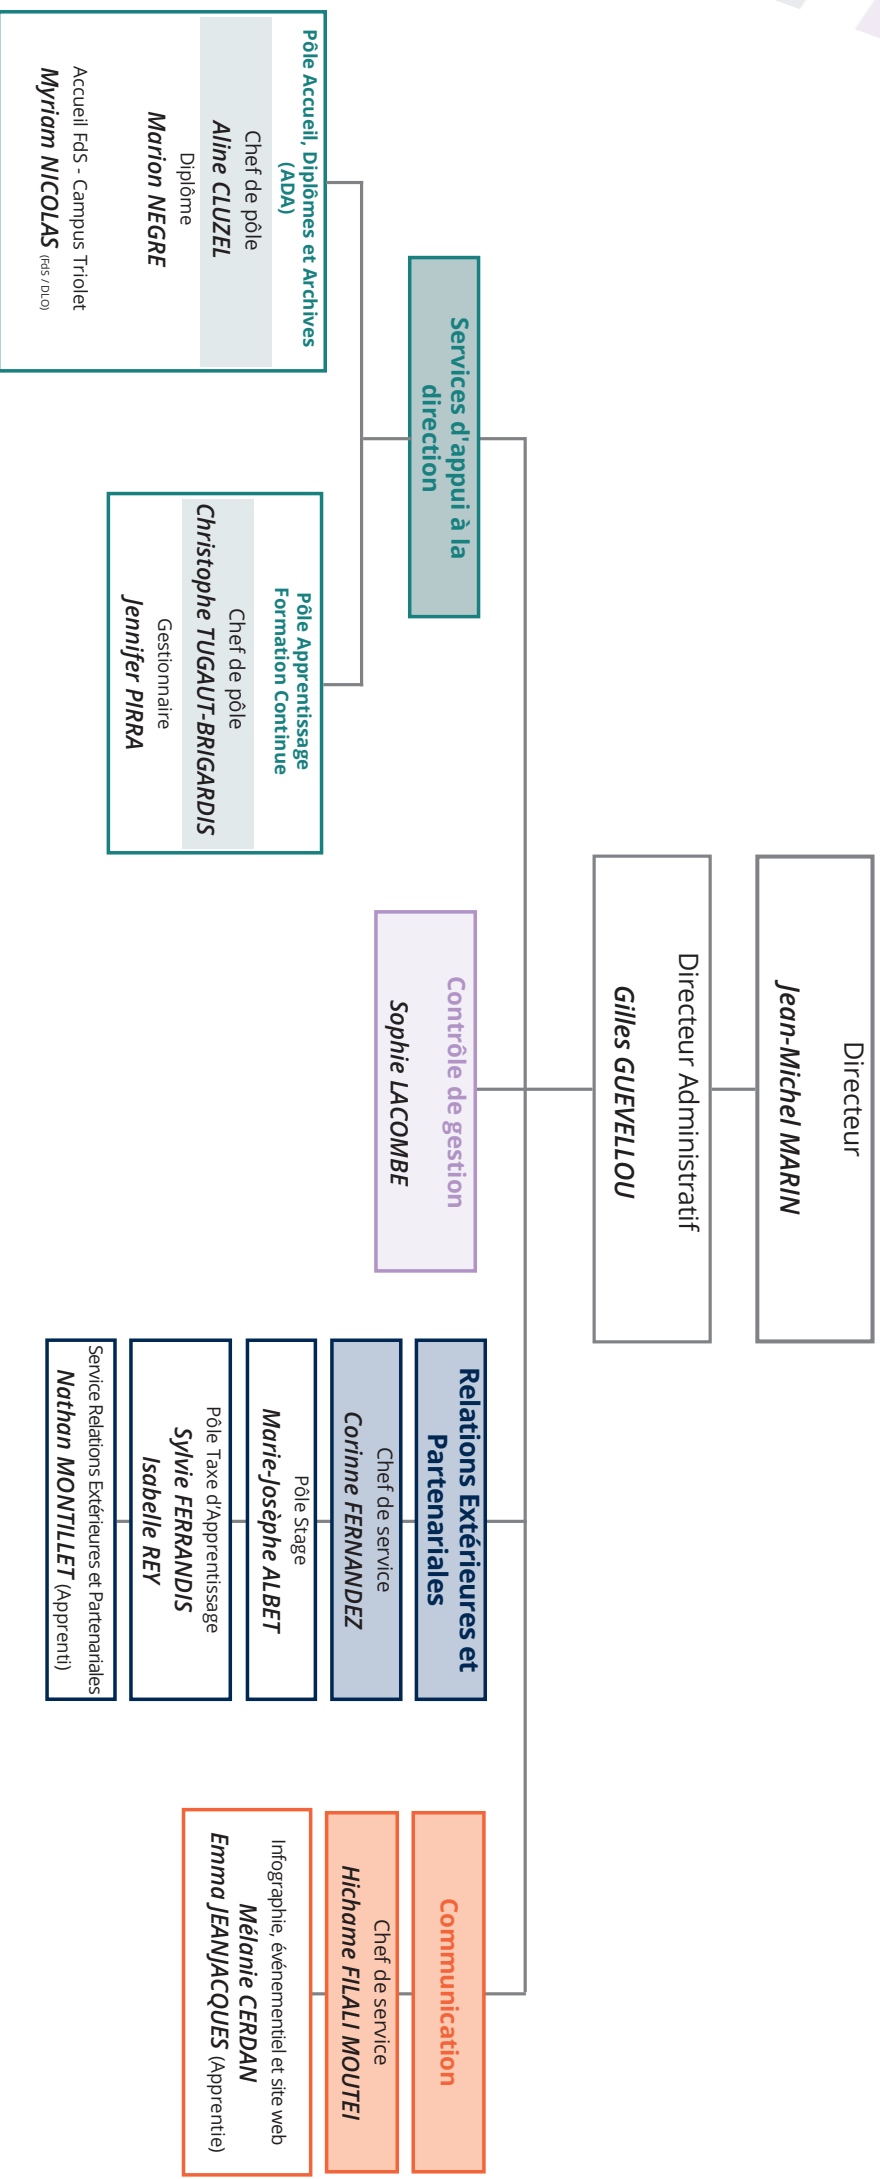 Directeur
Jean-Michel MARIN
Directeur Administratif
Gilles GUEVELLOU
Services d'appui à la
direction
Pôle Accueil, Diplômes et Archives
(ADA)
Chef de pôle
Aline CLUZEL
Diplôme
Marion NEGRE
Accueil FdS - Campus Triolet
Myriam NICOLAS (FdS / DLO)
Pôle Apprentissage
Formation Continue
Chef de pôle
Christophe TUGAUT-BRIGARDIS
Gestionnaire
Jennifer PIRRA
Contrôle de gestion
Sophie LACOMBE
Relations Extérieures et
Partenariales
Chef de service
Corinne FERNANDEZ
Pôle Stage
Marie-Josèphe ALBET
Pôle Taxe d'Apprentissage
Sylvie FERRANDIS
Isabelle REY
Service Relations Extérieures et Partenariales
Nathan MONTILLET (Apprenti)
Communication
Chef de service
Hichame FILALI MOUTEI
Infographie, événementiel et site web
Mélanie CERDAN
Emma JEANJACQUES (Apprentie)